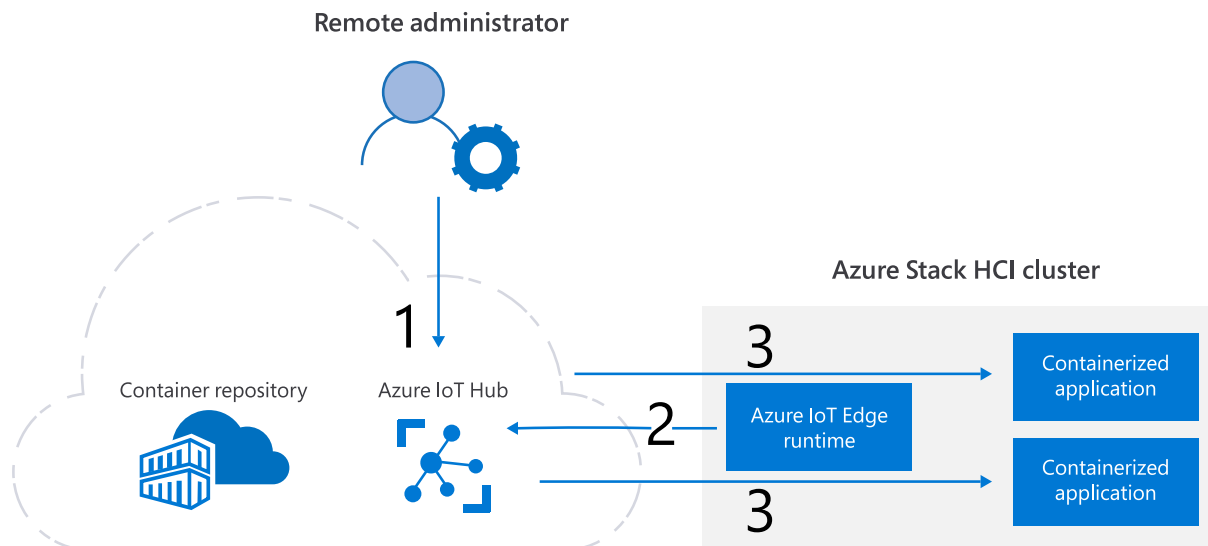 Remote administrator
Azure Stack HCI cluster
1
3
Container repository
Azure IoT Hub
Containerized
application
2
Azure IoT Edge
runtime
3
Containerized
application